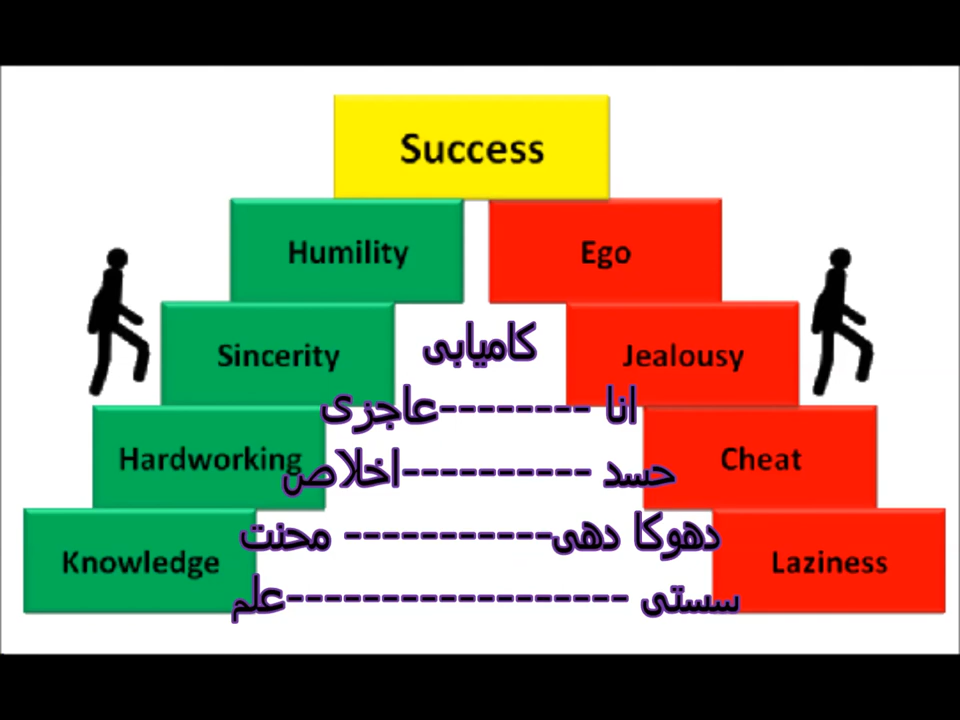 Success
Humility Ego
Sincerity Jealousy
کامیابی
انا --------عاجزی
Hardworking Cheat
حسد ----------اخلاص
دھوکا دھی----------- محنت
Knowledge Laziness
سستی ------------------علم